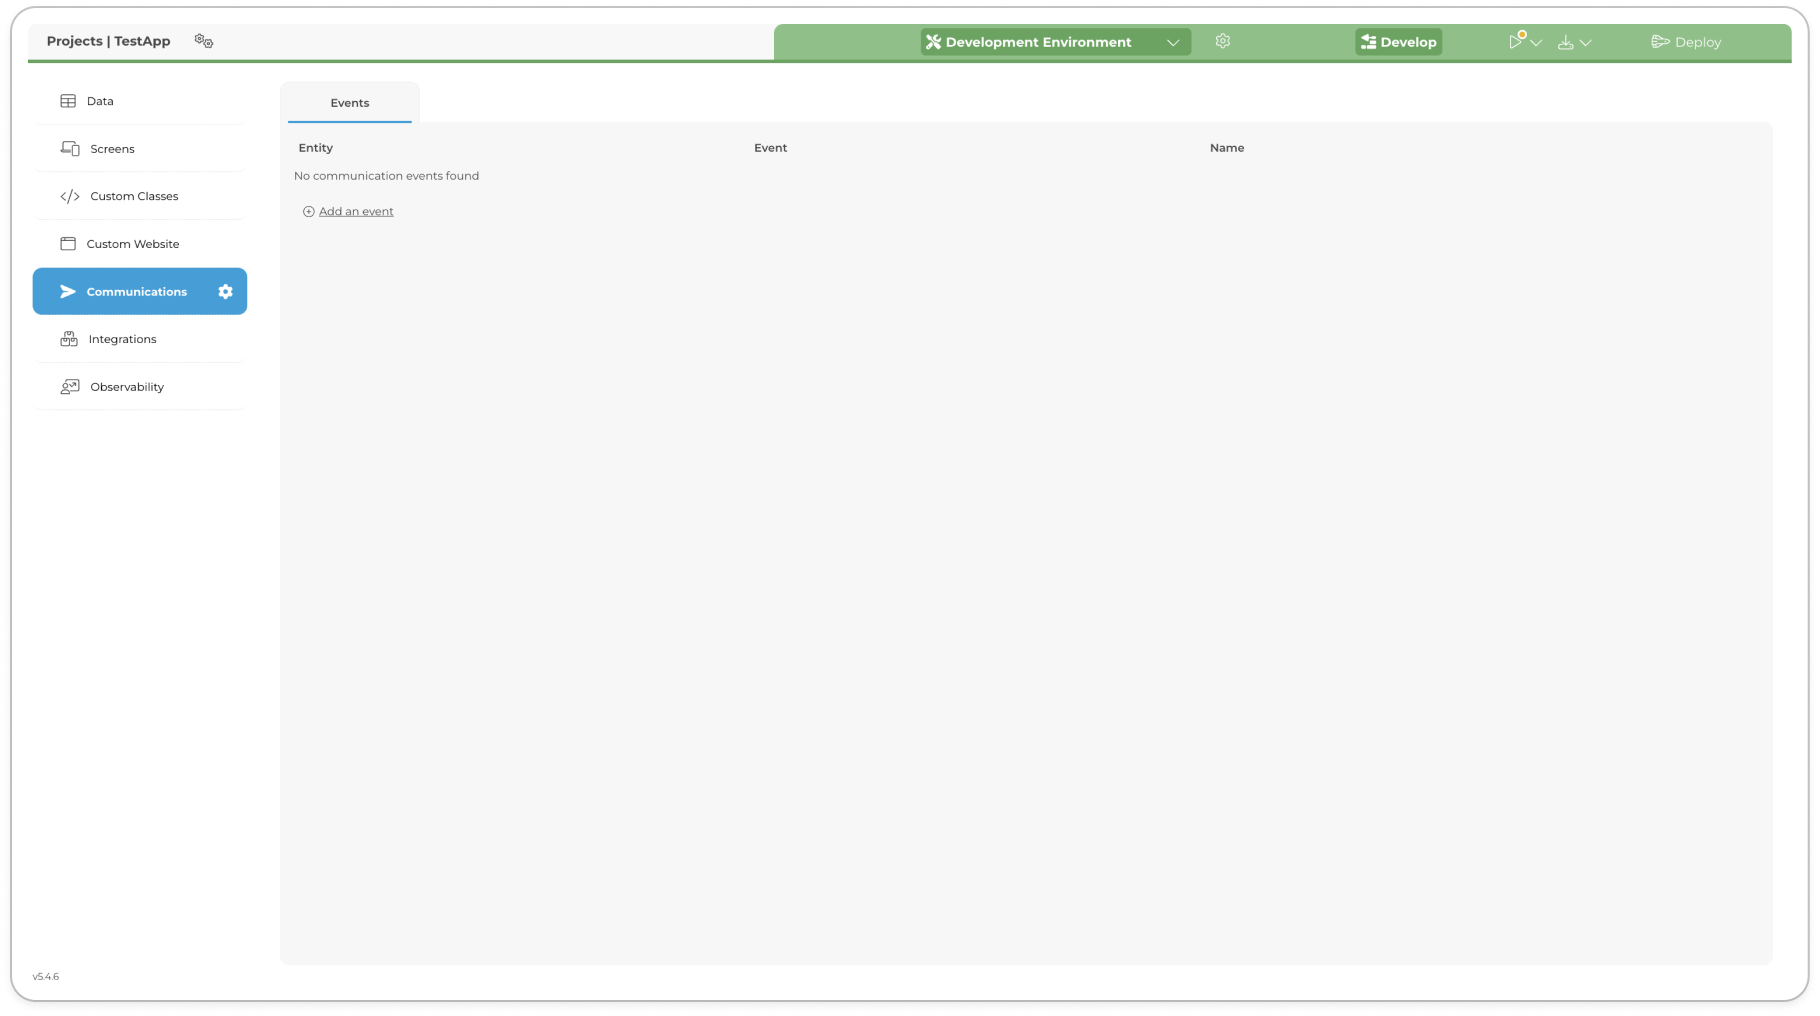 Projects | TestApp
Development Environment
Develop
Deploy
Data
Screens
Custom Classes
Custom Website
Communications
Integrations
Observability
Events
Entity Event Name
No communication events found
Add an event
v5.4.6